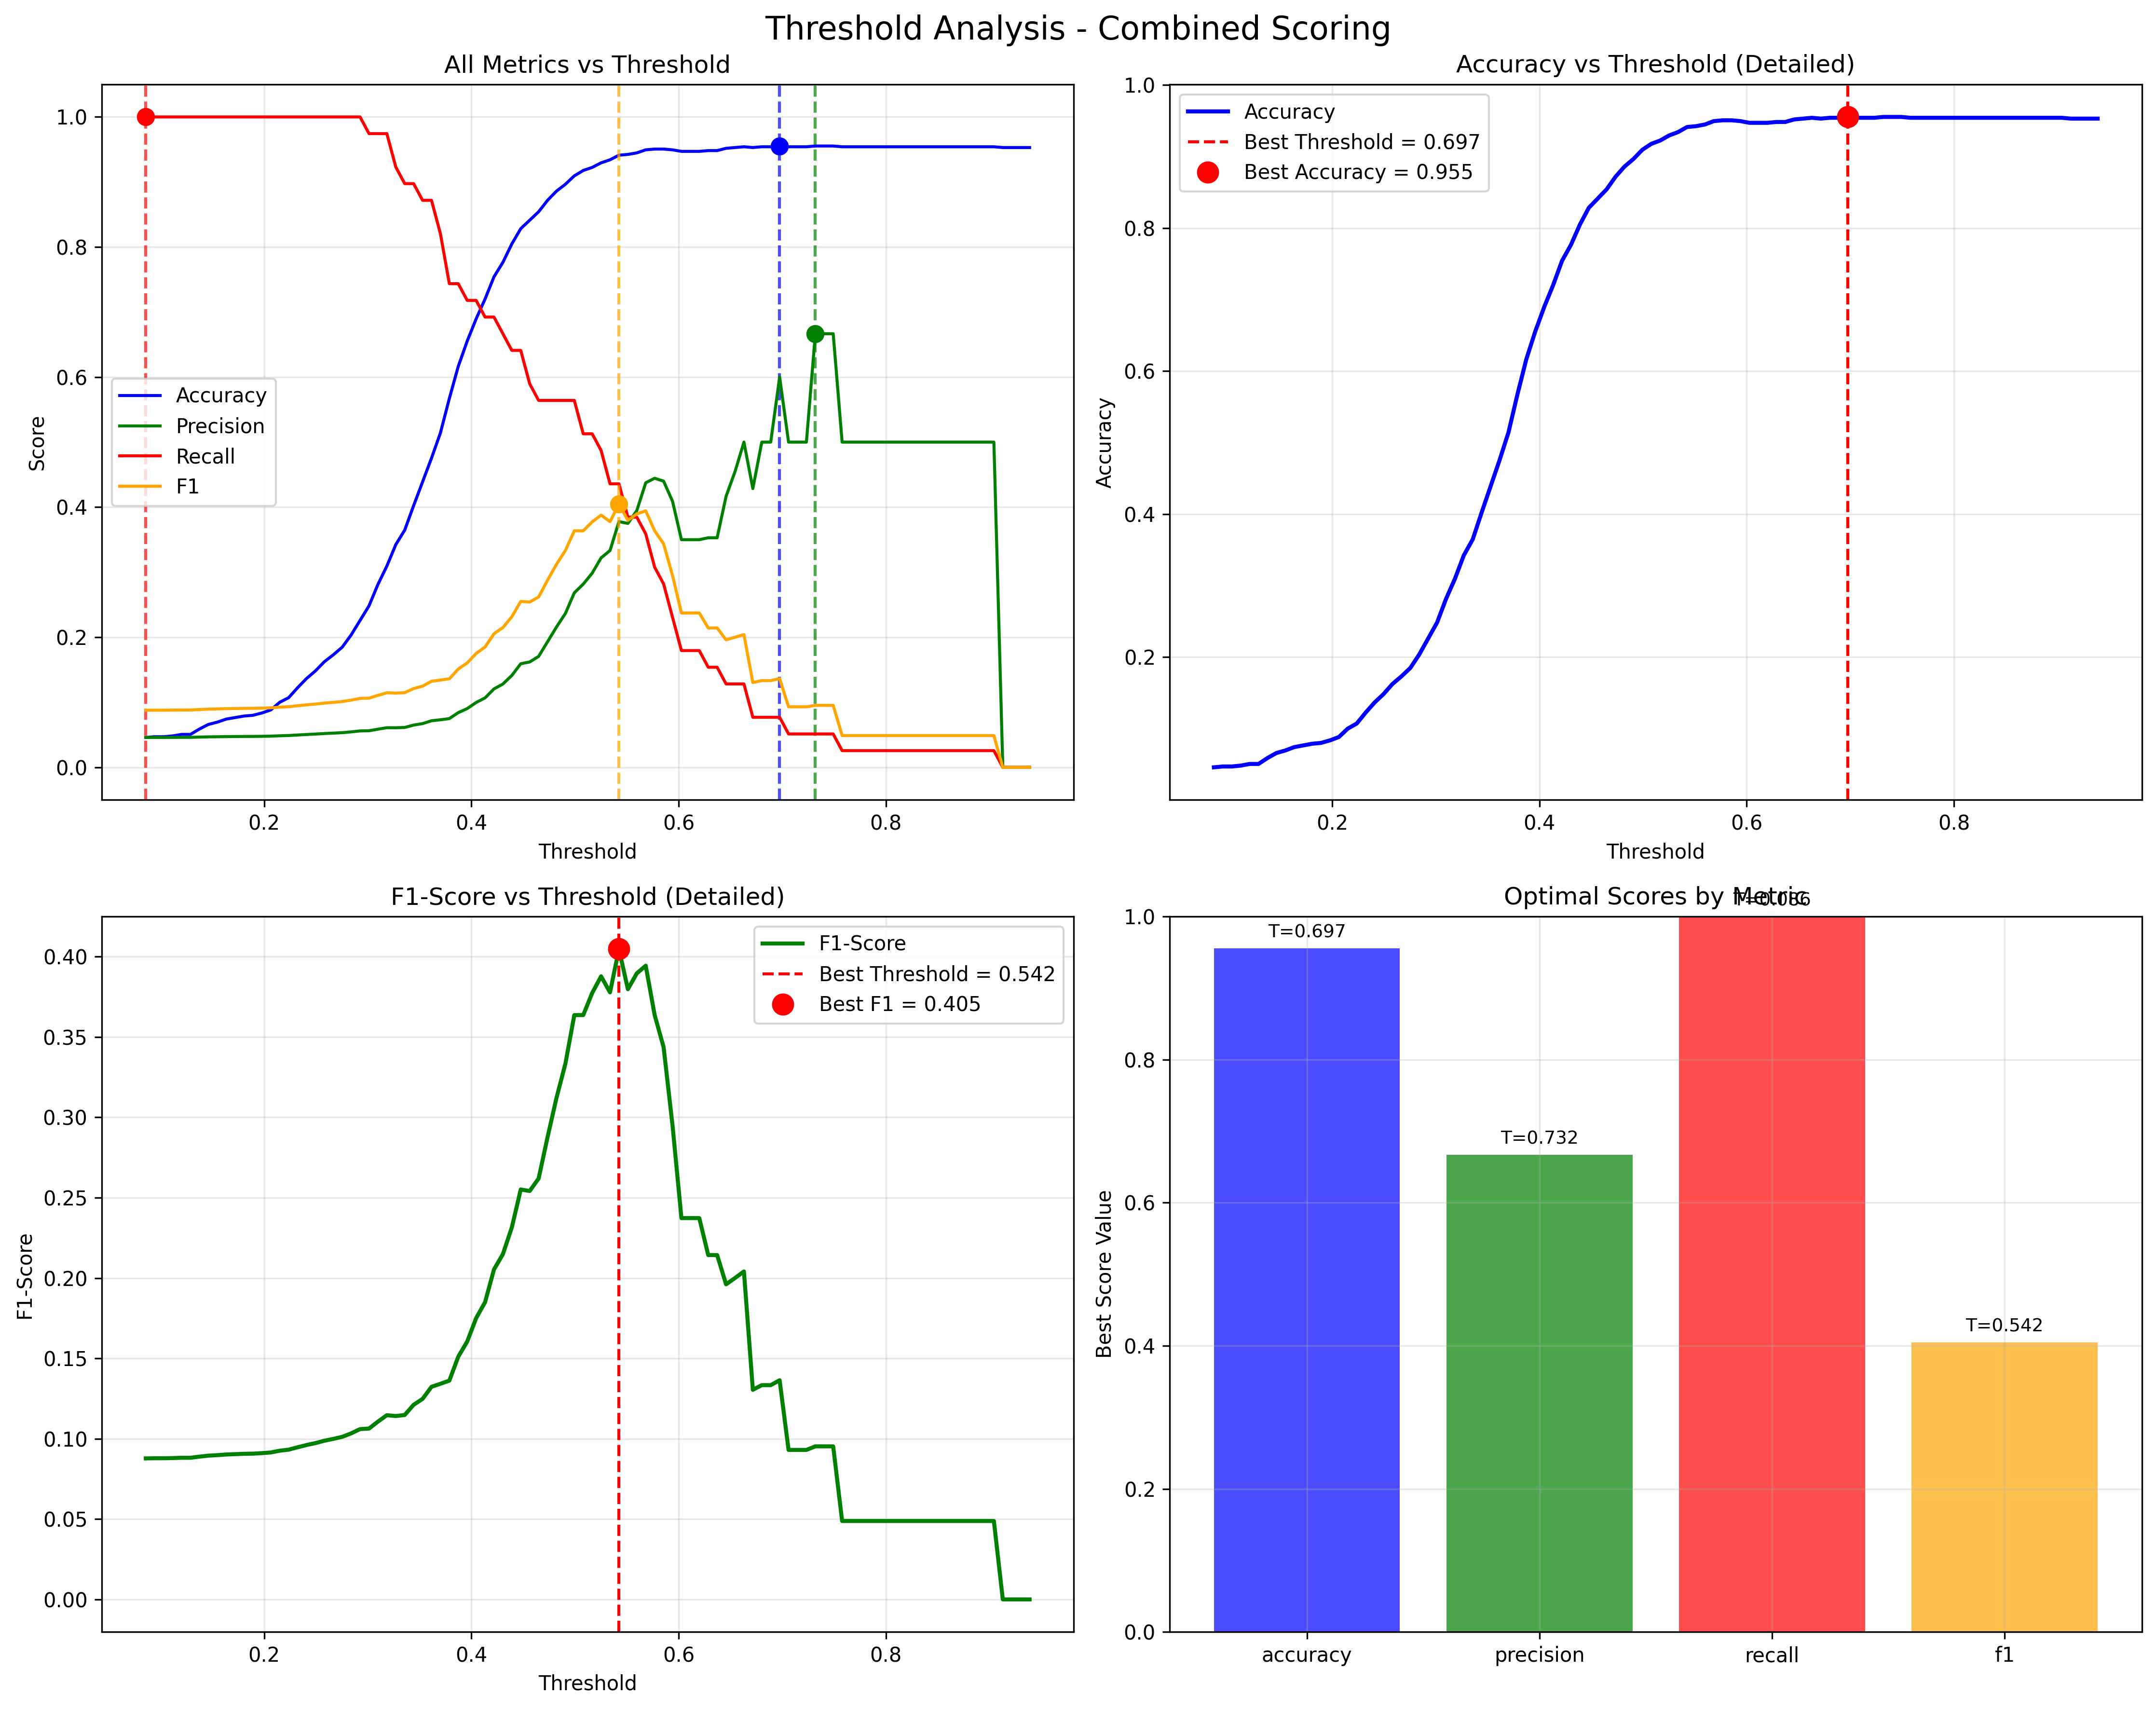 Threshold Analysis - Combined Scoring
All Metrics vs Threshold
1.0
0.8
0.6
0.4
0.2
0.0
Score
Accuracy
Precision
Recall
F1
0.2 0.4 0.6 0.8
Threshold
Accuracy vs Threshold (Detailed)
1.0
0.8
0.6
0.4
0.2
Accuracy
Accuracy
Best Threshold = 0.697
Best Accuracy = 0.955
0.2 0.4 0.6 0.8
Threshold
F1-Score vs Threshold (Detailed)
0.40
0.35
0.30
0.25
0.20
0.15
0.10
0.05
0.00
F1-Score
F1-Score
Best Threshold = 0.542
Best F1 = 0.405
0.2 0.4 0.6 0.8
Threshold
Optimal Scores by Metric
T=0.086
1.0
0.8
0.6
0.4
0.2
0.0
Best Score Value
T=0.697
T=0.732
T=0.542
accuracy precision recall f1